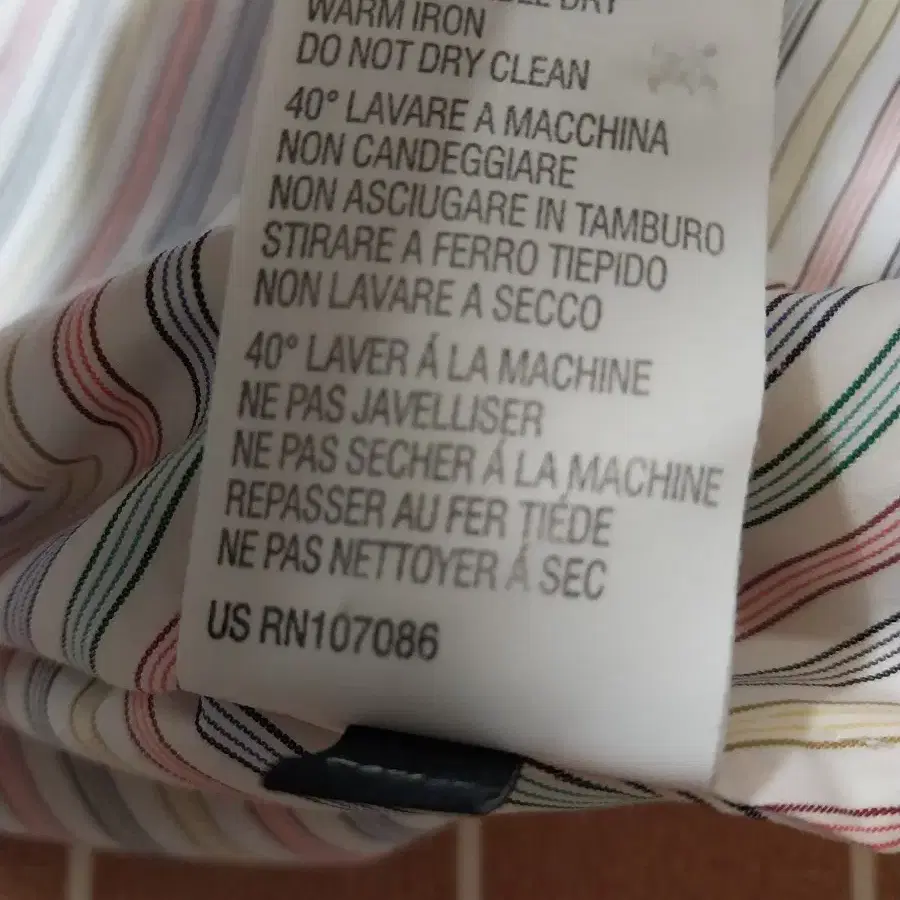 DRY
WARM IRON
DO NOT DRY CLEAN
40° LAVARE A MACCHINA
NON CANDEGGIARE
NON ASCIUGARE IN TAMBURO
STIRARE A FERRO TIEPIDO
NON LAVARE A SECCO
40° LAVER Á LA MACHINE
NE PAS JAVELLISER
NE PAS SECHER Á LA MACHINE
REPASSER AU FER TIÉDE
NE PAS NETTOYER Á SEC
US RN107086